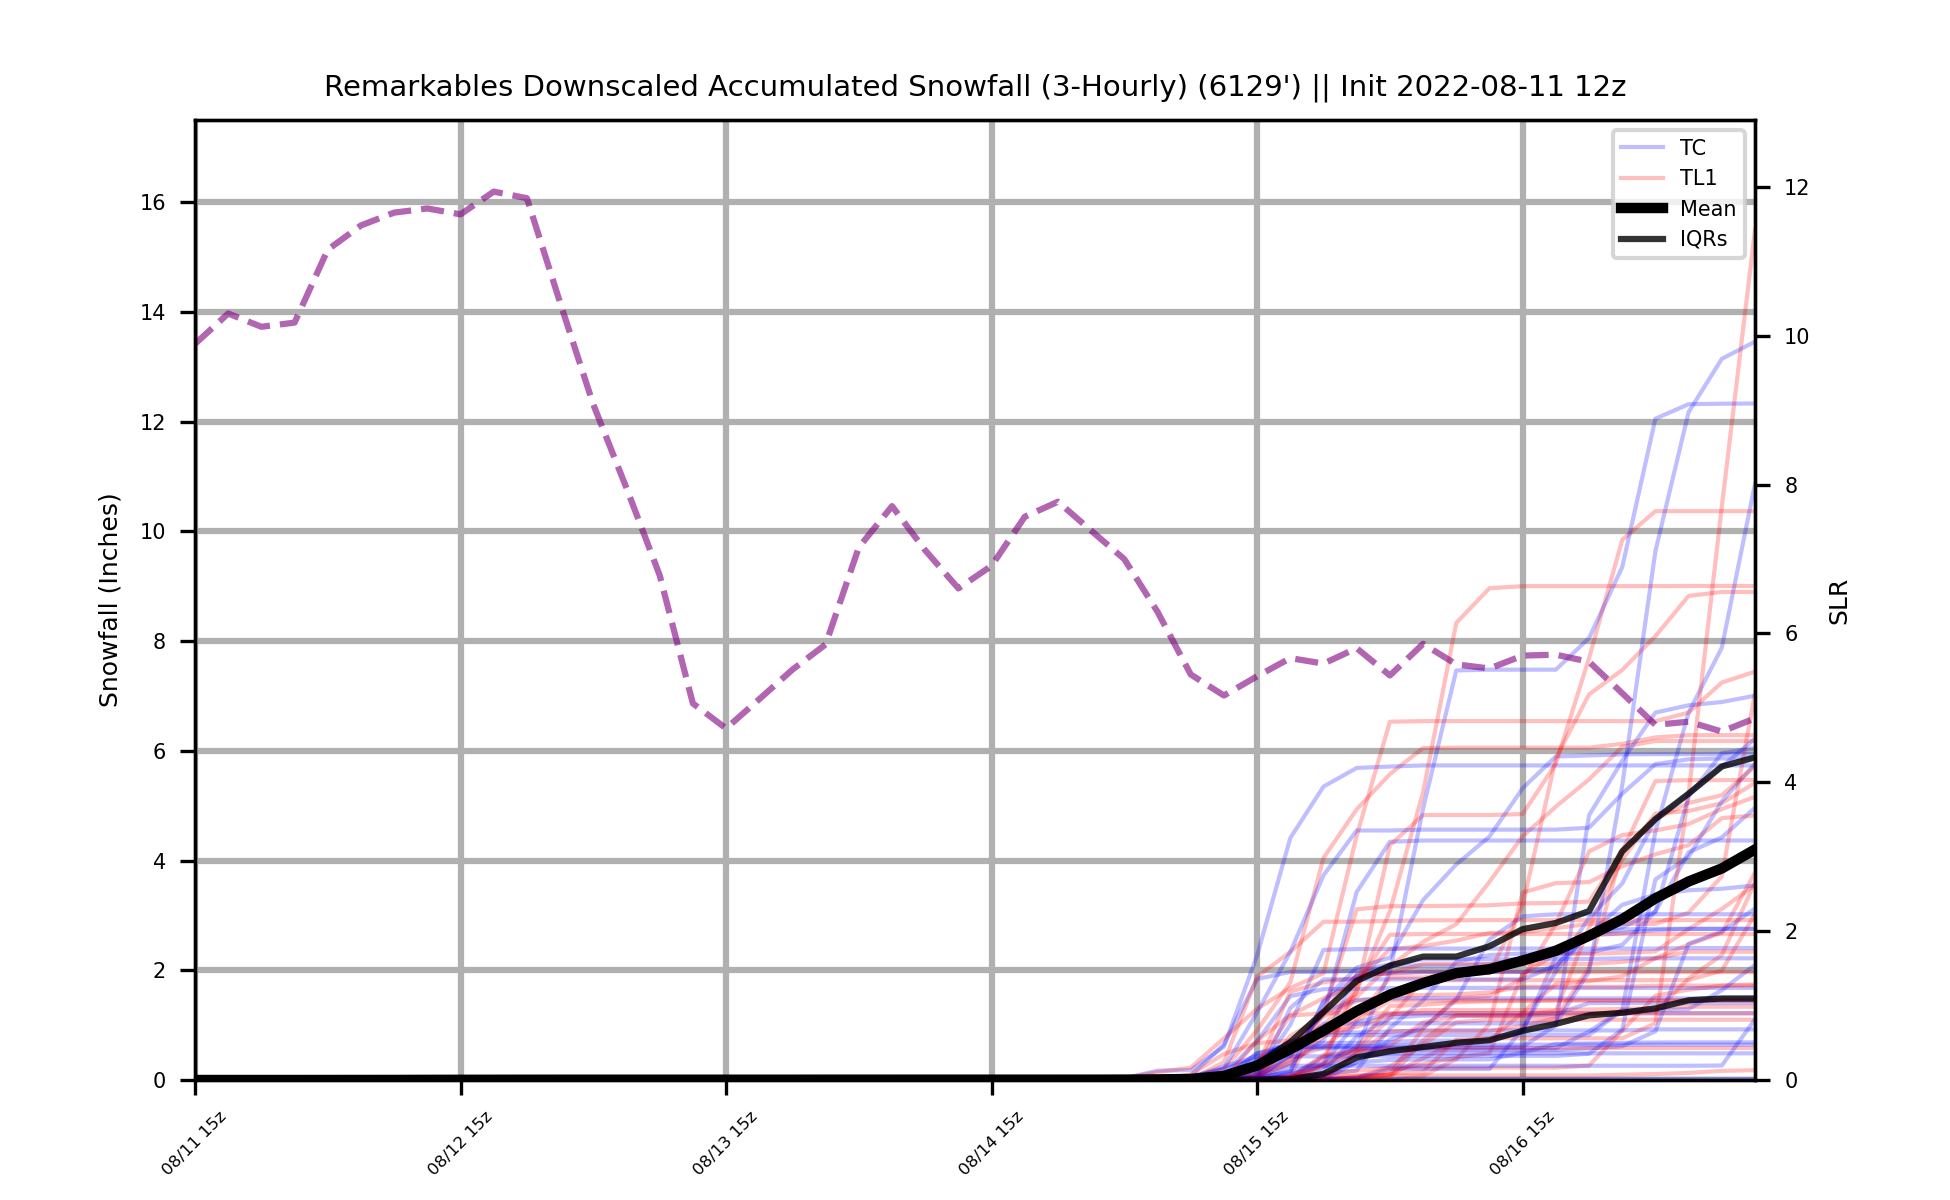 Remarkables Downscaled Accumulated Snowfall (3-Hourly) (6129') || Init 2022-08-11 12z
TC
TL1
Mean
IQRs
Snowfall (Inches)
16
14
12
10
8
6
4
2
0
12
10
8
6
4
2
0
SLR
08/11 15z
08/12 15z
08/13 15z
08/14 15z
08/15 15z
08/16 15z